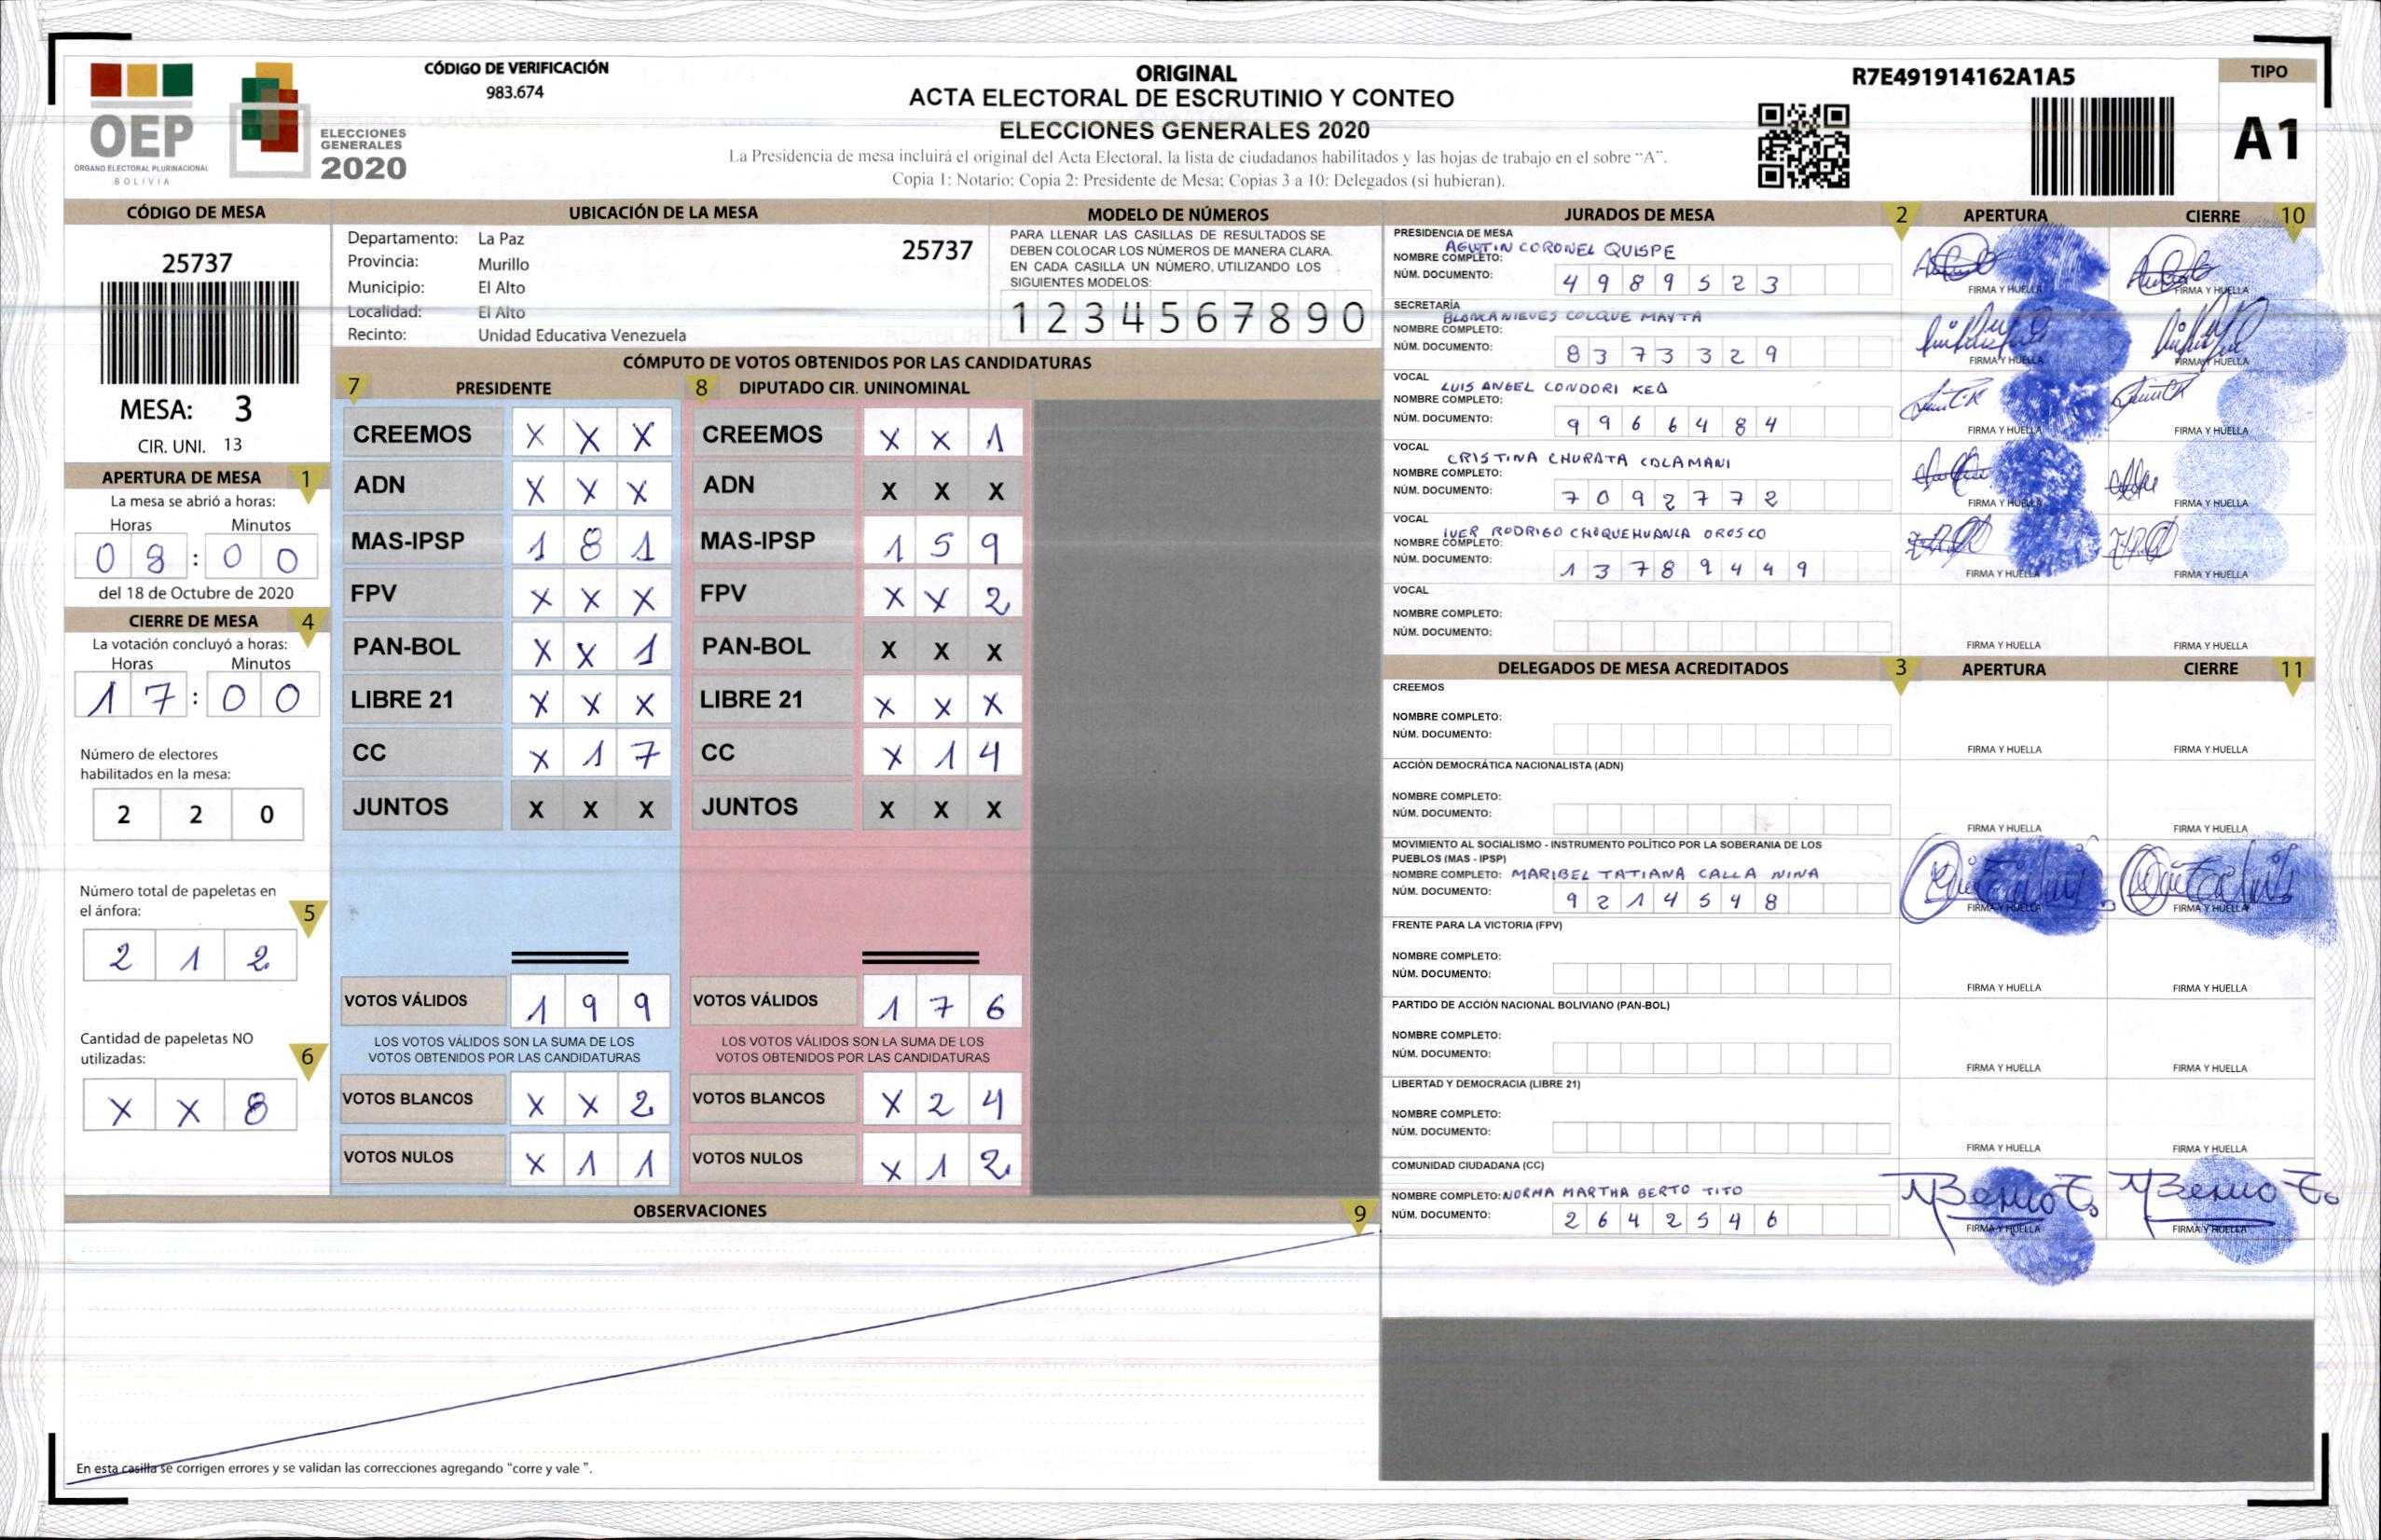 CÓDIGO DE VERIFICACIÓN
983.674
OEP
ÓRGANO ELECTORAL PLURINACIONAL
BOLIVIA
ELECCIONES
GENERALES
2020
ORIGINAL
ACTA ELECTORAL DE ESCRUTINIO Y CONTEO
ELECCIONES GENERALES 2020
La Presidencia de mesa incluirá el original del Acta Electoral, la lista de ciudadanos habilitados y las hojas de trabajo en el sobre "A".
Copia 1: Notario; Copia 2: Presidente de Mesa; Copias 3 a 10: Delegados (si hubieran).
R7E491914162A1A5
TIPO
A1
CÓDIGO DE MESA
25737
MESA: 3
CIR. UNI. 13
APERTURA DE MESA 1
La mesa se abrió a horas:
Horas Minutos
0 8 : 0 0
del 18 de Octubre de 2020
CIERRE DE MESA 4
La votación concluyó a horas:
Horas Minutos
1 7 : 0 0
Número de electores
habilitados en la mesa:
2 2 0
Número total de papeletas en
el ánfora: 5
2 1 2
Cantidad de papeletas NO
utilizadas: 6
X X 8
UBICACIÓN DE LA MESA
Departamento: La Paz 25737
Provincia: Murillo
Municipio: El Alto
Localidad: El Alto
Recinto: Unidad Educativa Venezuela
MODELO DE NÚMEROS
PARA LLENAR LAS CASILLAS DE RESULTADOS SE
DEBEN COLOCAR LOS NÚMEROS DE MANERA CLARA.
EN CADA CASILLA UN NÚMERO, UTILIZANDO LOS
SIGUIENTES MODELOS:
1 2 3 4 5 6 7 8 9 0
CÓMPUTO DE VOTOS OBTENIDOS POR LAS CANDIDATURAS
7 PRESIDENTE
CREEMOS X X X
ADN X X X
MAS-IPSP 1 8 1
FPV X X X
PAN-BOL X X 1
LIBRE 21 X X X
CC X 1 7
JUNTOS X X X
VOTOS VÁLIDOS 1 9 9
LOS VOTOS VÁLIDOS SON LA SUMA DE LOS
VOTOS OBTENIDOS POR LAS CANDIDATURAS
VOTOS BLANCOS X X 2
VOTOS NULOS X 1 1
8 DIPUTADO CIR. UNINOMINAL
CREEMOS X X 1
ADN X X X
MAS-IPSP 1 5 9
FPV X X 2
PAN-BOL X X X
LIBRE 21 X X X
CC X 1 4
JUNTOS X X X
VOTOS VÁLIDOS 1 7 6
LOS VOTOS VÁLIDOS SON LA SUMA DE LOS
VOTOS OBTENIDOS POR LAS CANDIDATURAS
VOTOS BLANCOS X 2 4
VOTOS NULOS X 1 2
OBSERVACIONES 9
En esta casilla se corrigen errores y se validan las correcciones agregando "corre y vale ".
JURADOS DE MESA 2 APERTURA CIERRE 10
PRESIDENCIA DE MESA
NOMBRE COMPLETO: AGUSTIN CORONEL QUISPE
NÚM. DOCUMENTO: 4 9 8 9 5 2 3
FIRMA Y HUELLA FIRMA Y HUELLA
SECRETARÍA
NOMBRE COMPLETO: BLANCANIEVES COLQUE MAYTA
NÚM. DOCUMENTO: 8 3 7 3 3 2 9
FIRMA Y HUELLA FIRMA Y HUELLA
VOCAL
NOMBRE COMPLETO: LUIS ANGEL CONDORI KEA
NÚM. DOCUMENTO: 9 9 6 6 4 8 4
FIRMA Y HUELLA FIRMA Y HUELLA
VOCAL
NOMBRE COMPLETO: CRISTINA CHURATA COLAMANI
NÚM. DOCUMENTO: 7 0 9 2 7 7 2
FIRMA Y HUELLA FIRMA Y HUELLA
VOCAL
NOMBRE COMPLETO: IVER RODRIGO CHOQUEHUANCA OROSCO
NÚM. DOCUMENTO: 1 3 7 8 9 4 4 9
FIRMA Y HUELLA FIRMA Y HUELLA
VOCAL
NOMBRE COMPLETO:
NÚM. DOCUMENTO:
FIRMA Y HUELLA FIRMA Y HUELLA
DELEGADOS DE MESA ACREDITADOS 3 APERTURA CIERRE 11
CREEMOS
NOMBRE COMPLETO:
NÚM. DOCUMENTO:
FIRMA Y HUELLA FIRMA Y HUELLA
ACCIÓN DEMOCRÁTICA NACIONALISTA (ADN)
NOMBRE COMPLETO:
NÚM. DOCUMENTO:
FIRMA Y HUELLA FIRMA Y HUELLA
MOVIMIENTO AL SOCIALISMO - INSTRUMENTO POLÍTICO POR LA SOBERANIA DE LOS
PUEBLOS (MAS - IPSP)
NOMBRE COMPLETO: MARIBEL TATIANA CALLA NINA
NÚM. DOCUMENTO: 9 2 1 4 5 4 8
FIRMA Y HUELLA FIRMA Y HUELLA
FRENTE PARA LA VICTORIA (FPV)
NOMBRE COMPLETO:
NÚM. DOCUMENTO:
FIRMA Y HUELLA FIRMA Y HUELLA
PARTIDO DE ACCIÓN NACIONAL BOLIVIANO (PAN-BOL)
NOMBRE COMPLETO:
NÚM. DOCUMENTO:
FIRMA Y HUELLA FIRMA Y HUELLA
LIBERTAD Y DEMOCRACIA (LIBRE 21)
NOMBRE COMPLETO:
NÚM. DOCUMENTO:
FIRMA Y HUELLA FIRMA Y HUELLA
COMUNIDAD CIUDADANA (CC)
NOMBRE COMPLETO: NORMA MARTHA BERTO TITO
NÚM. DOCUMENTO: 2 6 4 2 5 4 6
FIRMA Y HUELLA FIRMA Y HUELLA